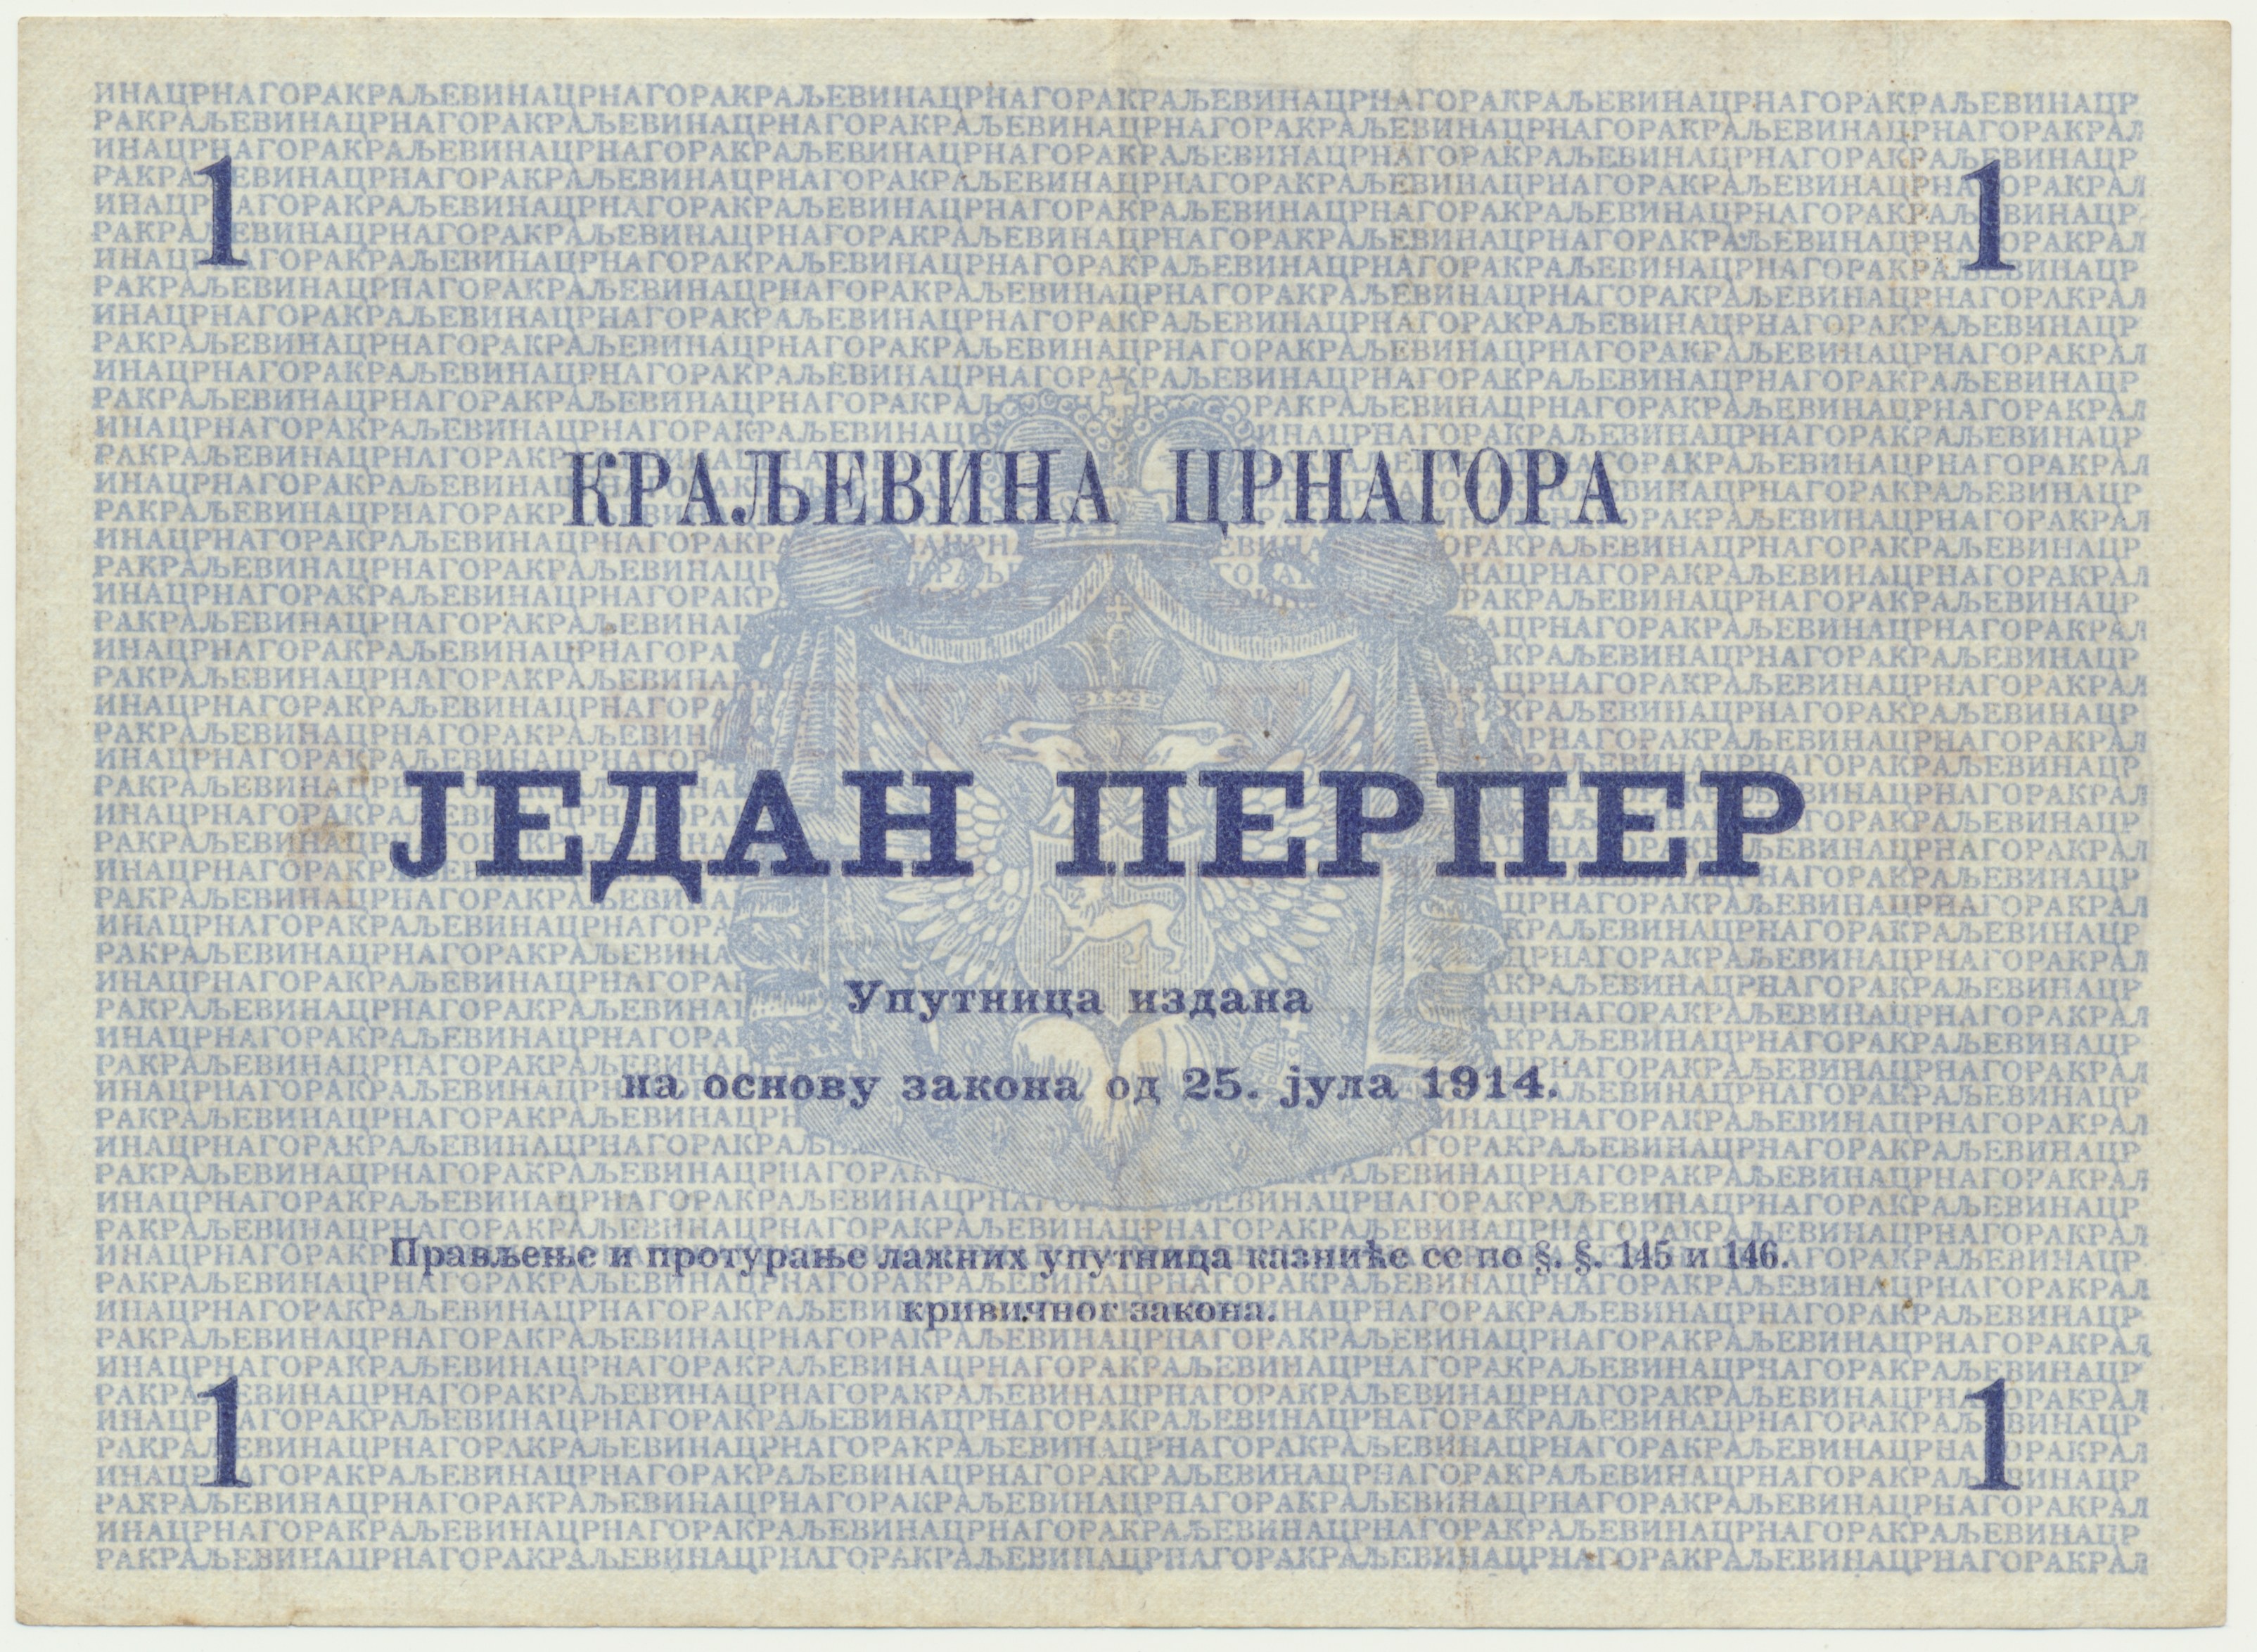 1
1
КРАЉЕВИНА ЦРНАГОРА
ЈЕДАН ПЕРПЕР
Упутница издана
на основу закона од 25. јула 1914.
Прављење и протурање лажних упутница казниће се по §. §. 145 и 146.
кривичног закона.
1
1